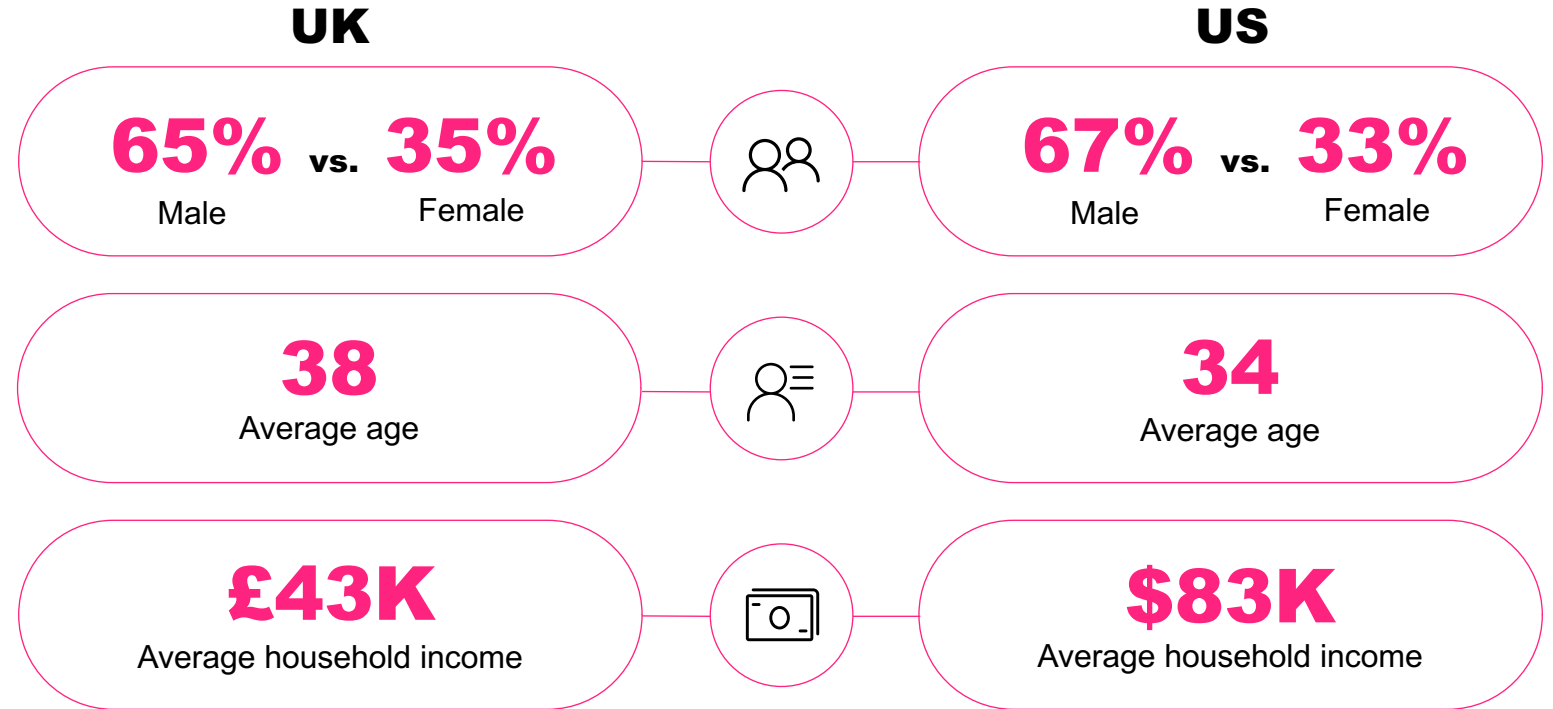 UK
US
65% vs. 35%
Male Female
67% vs. 33%
Male Female
38
Average age
34
Average age
£43K
Average household income
$83K
Average household income